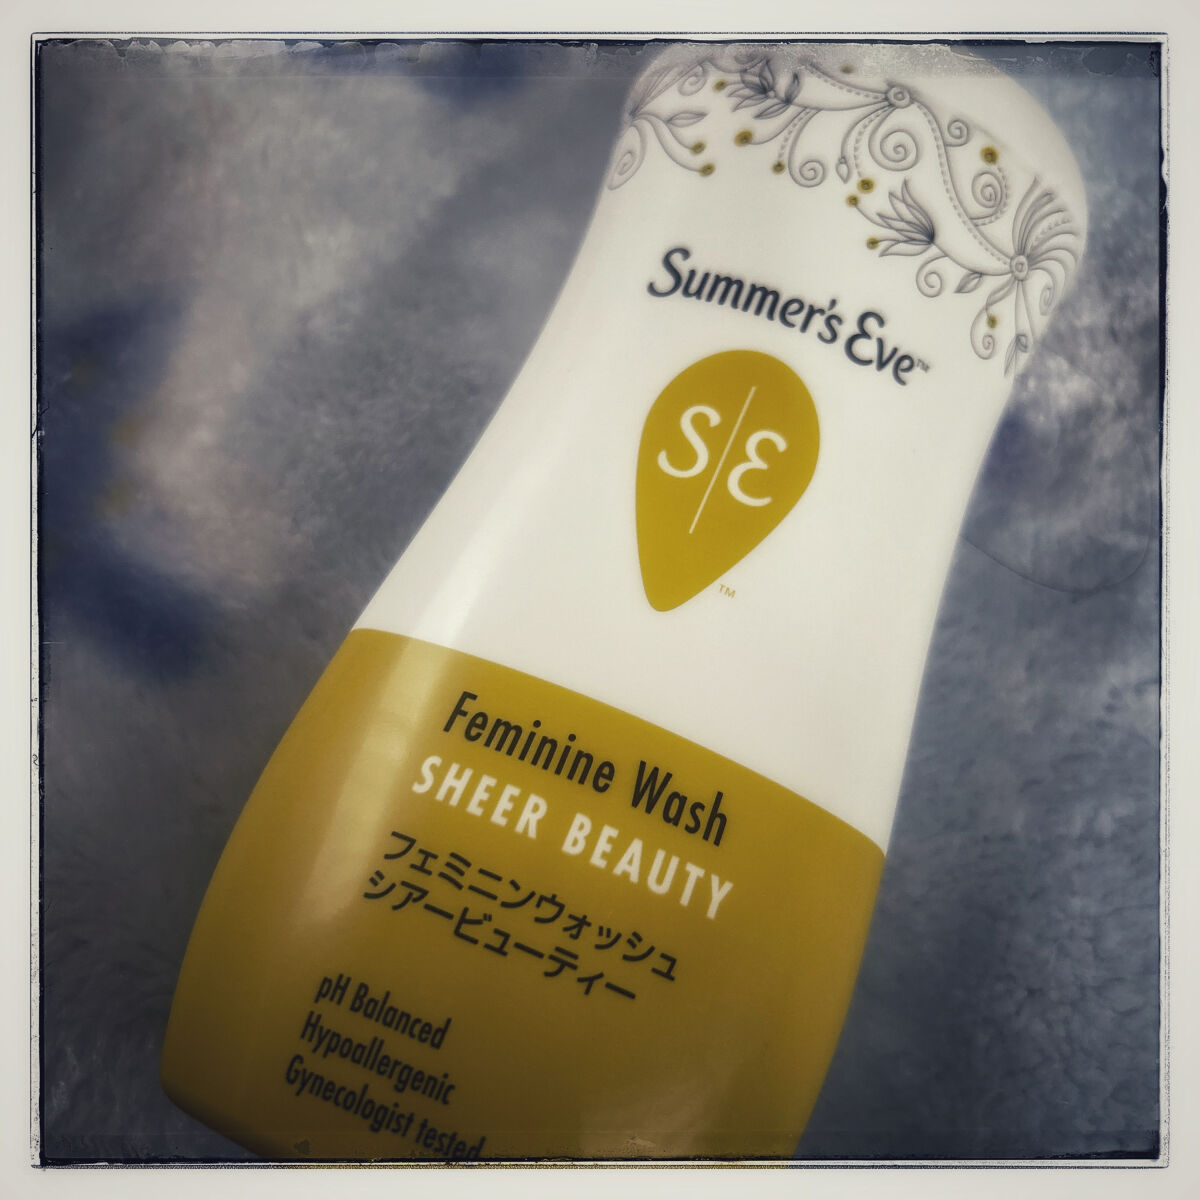 Summer's Eve™
S/E
™
Feminine Wash
SHEER BEAUTY
フェミニンウォッシュ
シアービューティー
pH Balanced
Hypoallergenic
Gynecologist tested